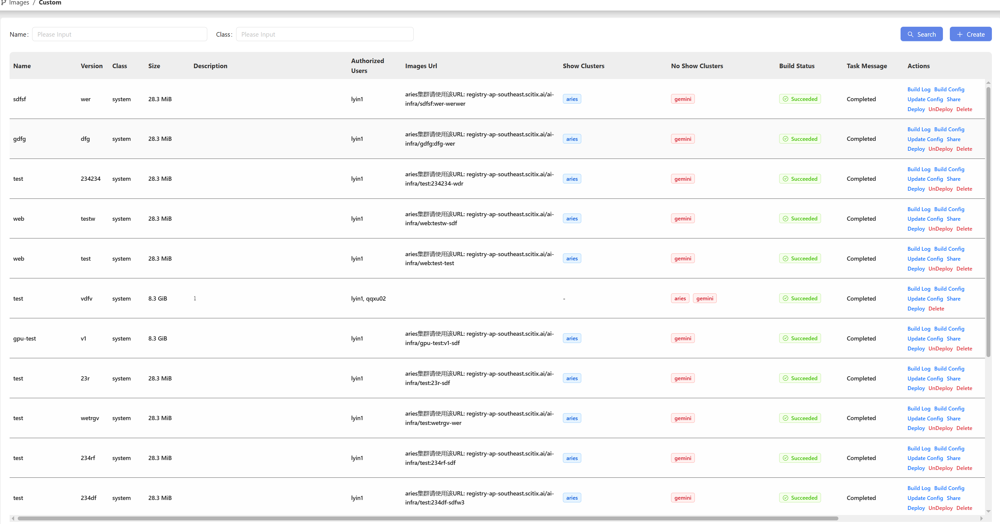 Images / Custom
Name: Please Input Class: Please Input Search Create
Name Version Class Size Description Authorized Users Images Url Show Clusters No Show Clusters Build Status Task Message Actions
sdfsf wer system 28.3 MiB lyin1 aries集群请使用该URL: registry-ap-southeast.scitix.ai/ai-infra/sdfsf:wer-werwer aries gemini Succeeded Completed Build Log Build Config Update Config Share Deploy UnDeploy Delete
gdfg dfg system 28.3 MiB lyin1 aries集群请使用该URL: registry-ap-southeast.scitix.ai/ai-infra/gdfg:dfg-wer aries gemini Succeeded Completed Build Log Build Config Update Config Share Deploy UnDeploy Delete
test 234234 system 28.3 MiB lyin1 aries集群请使用该URL: registry-ap-southeast.scitix.ai/ai-infra/test:234234-wdr aries gemini Succeeded Completed Build Log Build Config Update Config Share Deploy UnDeploy Delete
web testw system 28.3 MiB lyin1 aries集群请使用该URL: registry-ap-southeast.scitix.ai/ai-infra/web:testw-sdf aries gemini Succeeded Completed Build Log Build Config Update Config Share Deploy UnDeploy Delete
web test system 28.3 MiB lyin1 aries集群请使用该URL: registry-ap-southeast.scitix.ai/ai-infra/web:test-test aries gemini Succeeded Completed Build Log Build Config Update Config Share Deploy UnDeploy Delete
test vdfv system 8.3 GiB 1 lyin1, qqxu02 - aries gemini Succeeded Completed Build Log Build Config Update Config Share Deploy Delete
gpu-test v1 system 8.3 GiB lyin1 aries集群请使用该URL: registry-ap-southeast.scitix.ai/ai-infra/gpu-test:v1-sdf aries gemini Succeeded Completed Build Log Build Config Update Config Share Deploy UnDeploy Delete
test 23r system 28.3 MiB lyin1 aries集群请使用该URL: registry-ap-southeast.scitix.ai/ai-infra/test:23r-sdf aries gemini Succeeded Completed Build Log Build Config Update Config Share Deploy UnDeploy Delete
test wetrgv system 28.3 MiB lyin1 aries集群请使用该URL: registry-ap-southeast.scitix.ai/ai-infra/test:wetrgv-wer aries gemini Succeeded Completed Build Log Build Config Update Config Share Deploy UnDeploy Delete
test 234rf system 28.3 MiB lyin1 aries集群请使用该URL: registry-ap-southeast.scitix.ai/ai-infra/test:234rf-sdf aries gemini Succeeded Completed Build Log Build Config Update Config Share Deploy UnDeploy Delete
test 234df system 28.3 MiB lyin1 aries集群请使用该URL: registry-ap-southeast.scitix.ai/ai-infra/test:234df-sdfw3 aries gemini Succeeded Completed Build Log Build Config Update Config Share Deploy UnDeploy Delete